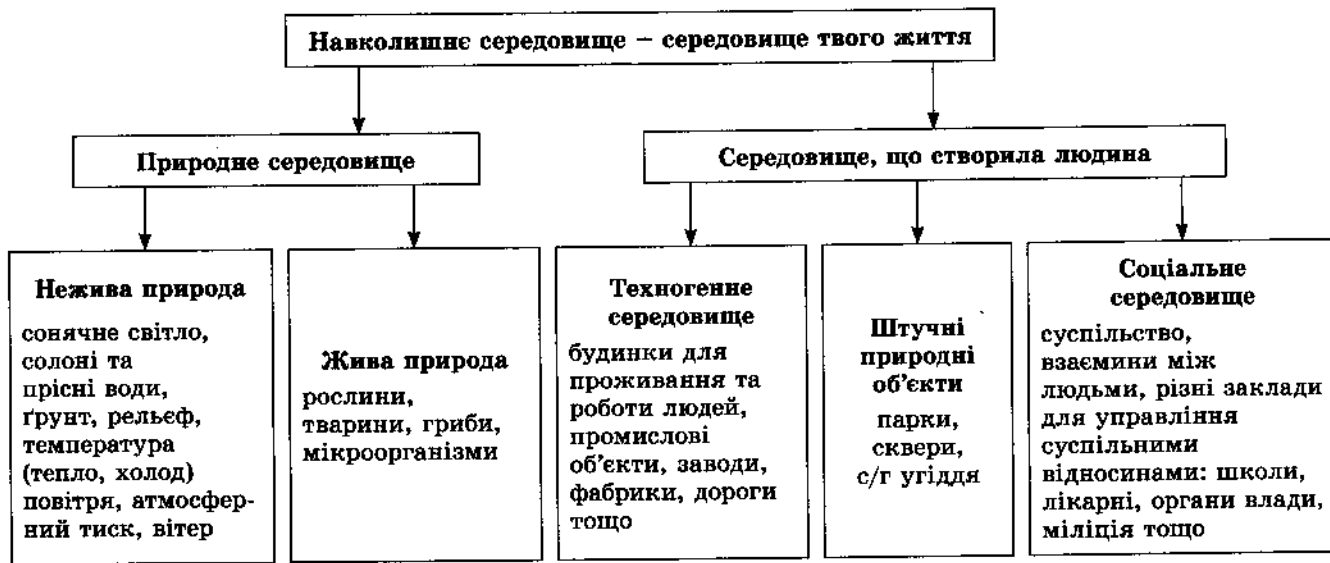 Навколишнє середовище – середовище твого життя
Природне середовище
Середовище, що створила людина
Нежива природа
сонячне світло,
солоні та
прісні води,
ґрунт, рельєф,
температура
(тепло, холод)
повітря, атмосфер-
ний тиск, вітер
Жива природа
рослини,
тварини, гриби,
мікроорганізми
Техногенне
середовище
будинки для
проживання та
роботи людей,
промислові
об'єкти, заводи,
фабрики, дороги
тощо
Штучні
природні
об'єкти
парки,
сквери,
с/г угіддя
Соціальне
середовище
суспільство,
взаємини між
людьми, різні заклади
для управління
суспільними
відносинами: школи,
лікарні, органи влади,
міліція тощо